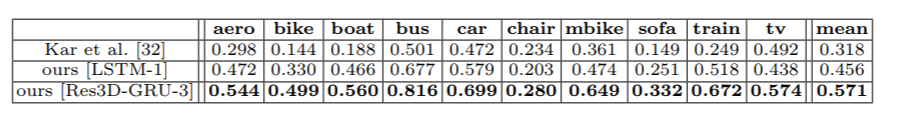 aero bike boat bus car chair mbike sofa train tv mean
Kar et al. [32] 0.298 0.144 0.188 0.501 0.472 0.234 0.361 0.149 0.249 0.492 0.318
ours [LSTM-1] 0.472 0.330 0.466 0.677 0.579 0.203 0.474 0.251 0.518 0.438 0.456
ours [Res3D-GRU-3] 0.544 0.499 0.560 0.816 0.699 0.280 0.649 0.332 0.672 0.574 0.571